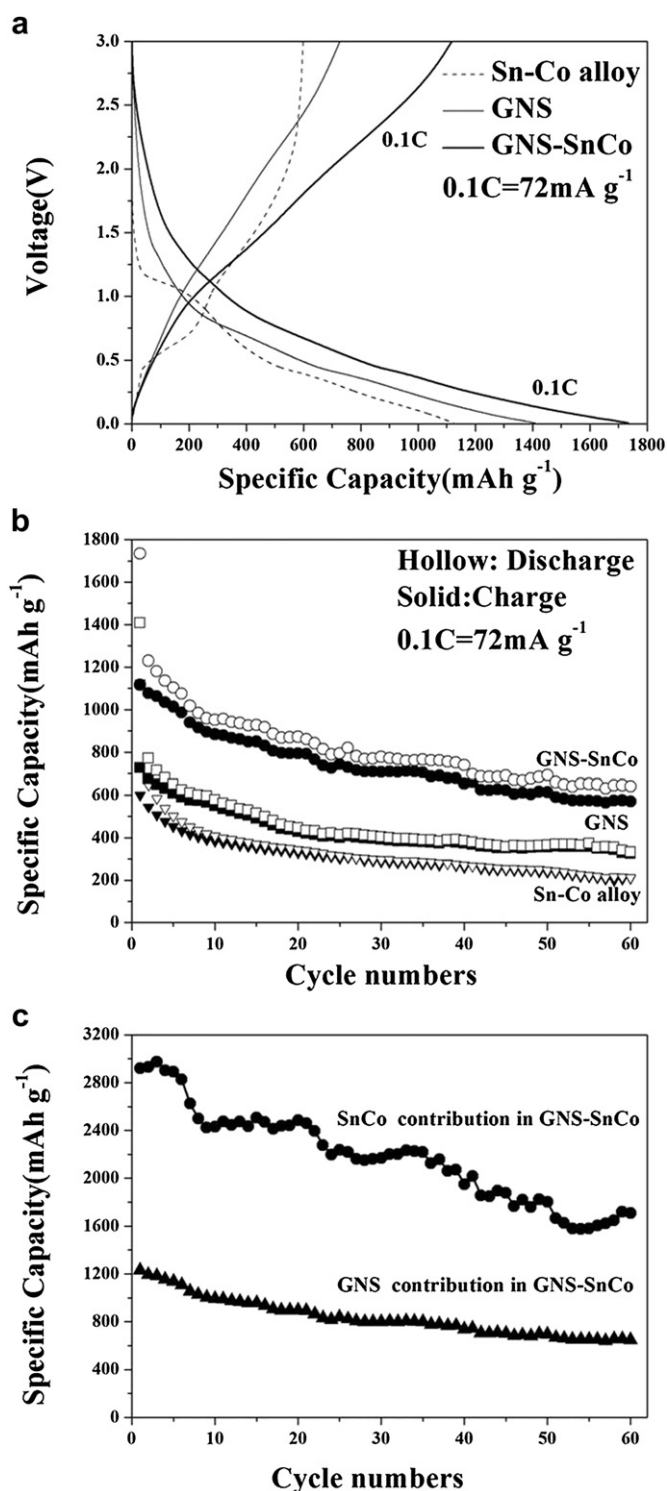 a
3.0
2.5
2.0
1.5
1.0
0.5
0.0
Voltage(V)
Sn-Co alloy
GNS
GNS-SnCo
0.1C=72mA g⁻¹
0.1C
0.1C
0 200 400 600 800 1000 1200 1400 1600 1800
Specific Capacity(mAh g⁻¹)
b
1800
1600
1400
1200
1000
800
600
400
200
0
Specific Capacity(mAh g⁻¹)
Hollow: Discharge
Solid:Charge
0.1C=72mA g⁻¹
GNS-SnCo
GNS
Sn-Co alloy
0 10 20 30 40 50 60
Cycle numbers
c
3200
2800
2400
2000
1600
1200
800
400
0
Specific Capacity(mAh g⁻¹)
SnCo contribution in GNS-SnCo
GNS contribution in GNS-SnCo
0 10 20 30 40 50 60
Cycle numbers